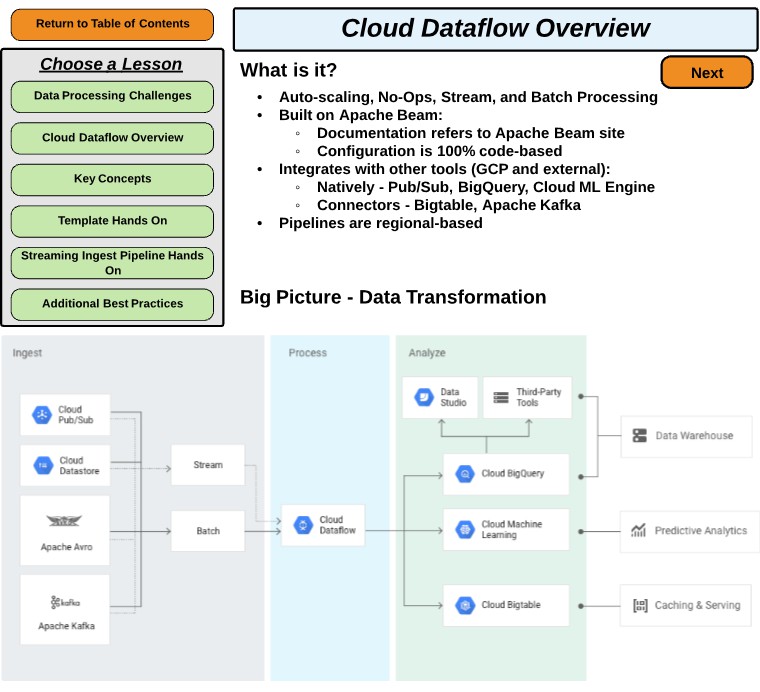 Return to Table of Contents
Cloud Dataflow Overview
Choose a Lesson
Data Processing Challenges
Cloud Dataflow Overview
Key Concepts
Template Hands On
Streaming Ingest Pipeline Hands
On
Additional Best Practices
What is it?
Next
• Auto-scaling, No-Ops, Stream, and Batch Processing
• Built on Apache Beam:
◦ Documentation refers to Apache Beam site
◦ Configuration is 100% code-based
• Integrates with other tools (GCP and external):
◦ Natively - Pub/Sub, BigQuery, Cloud ML Engine
◦ Connectors - Bigtable, Apache Kafka
• Pipelines are regional-based
Big Picture - Data Transformation
Ingest
Cloud
Pub/Sub
Cloud
Datastore
Apache Avro
kafka
Apache Kafka
Stream
Batch
Process
Cloud
Dataflow
Analyze
Data
Studio
Third-Party
Tools
Cloud BigQuery
Cloud Machine
Learning
Cloud Bigtable
Data Warehouse
Predictive Analytics
Caching & Serving